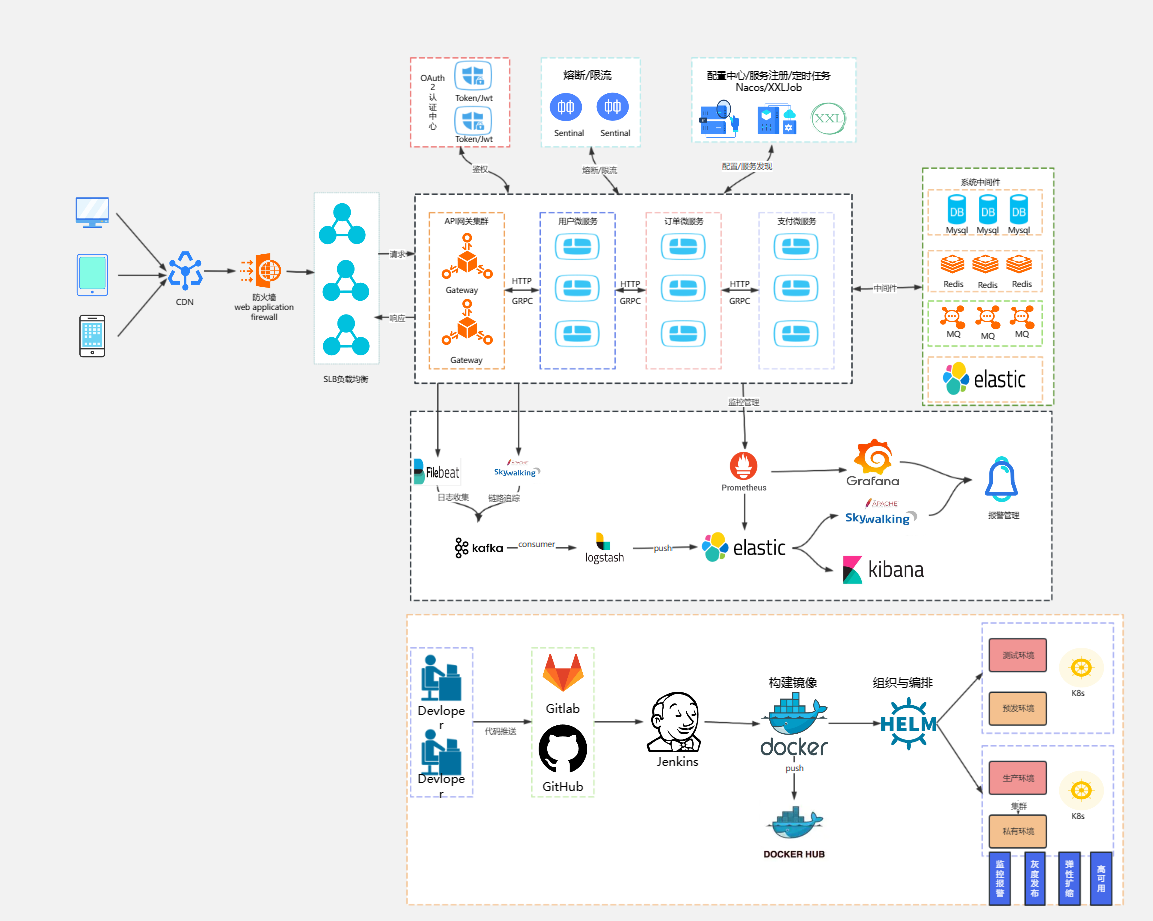 OAuth
2
认
证
中
心
Token/Jwt
Token/Jwt
熔断/限流
Sentinal
Sentinal
配置中心/服务注册/定时任务
Nacos/XXLJob
XXL
鉴权
熔断/限流
配置/服务发现
CDN
防火墙
web application
firewall
SLB负载均衡
请求
响应
API网关集群
Gateway
Gateway
HTTP
GRPC
用户微服务
HTTP
GRPC
订单微服务
HTTP
GRPC
支付微服务
中间件
系统中间件
DB
DB
DB
Mysql
Mysql
Mysql
Redis
Redis
Redis
MQ
MQ
MQ
elastic
监控管理
Filebeat
APACHE
Skywalking
日志收集
链路追踪
kafka
consumer
logstash
push
Prometheus
elastic
Grafana
APACHE
Skywalking
kibana
报警管理
Devlope
r
Devlope
r
代码推送
Gitlab
GitHub
Jenkins
构建镜像
docker
push
DOCKER HUB
组织与编排
HELM
测试环境
预发环境
K8s
生产环境
集群
私有环境
K8s
监
控
报
警
灰
度
发
布
弹
性
扩
缩
高
可
用